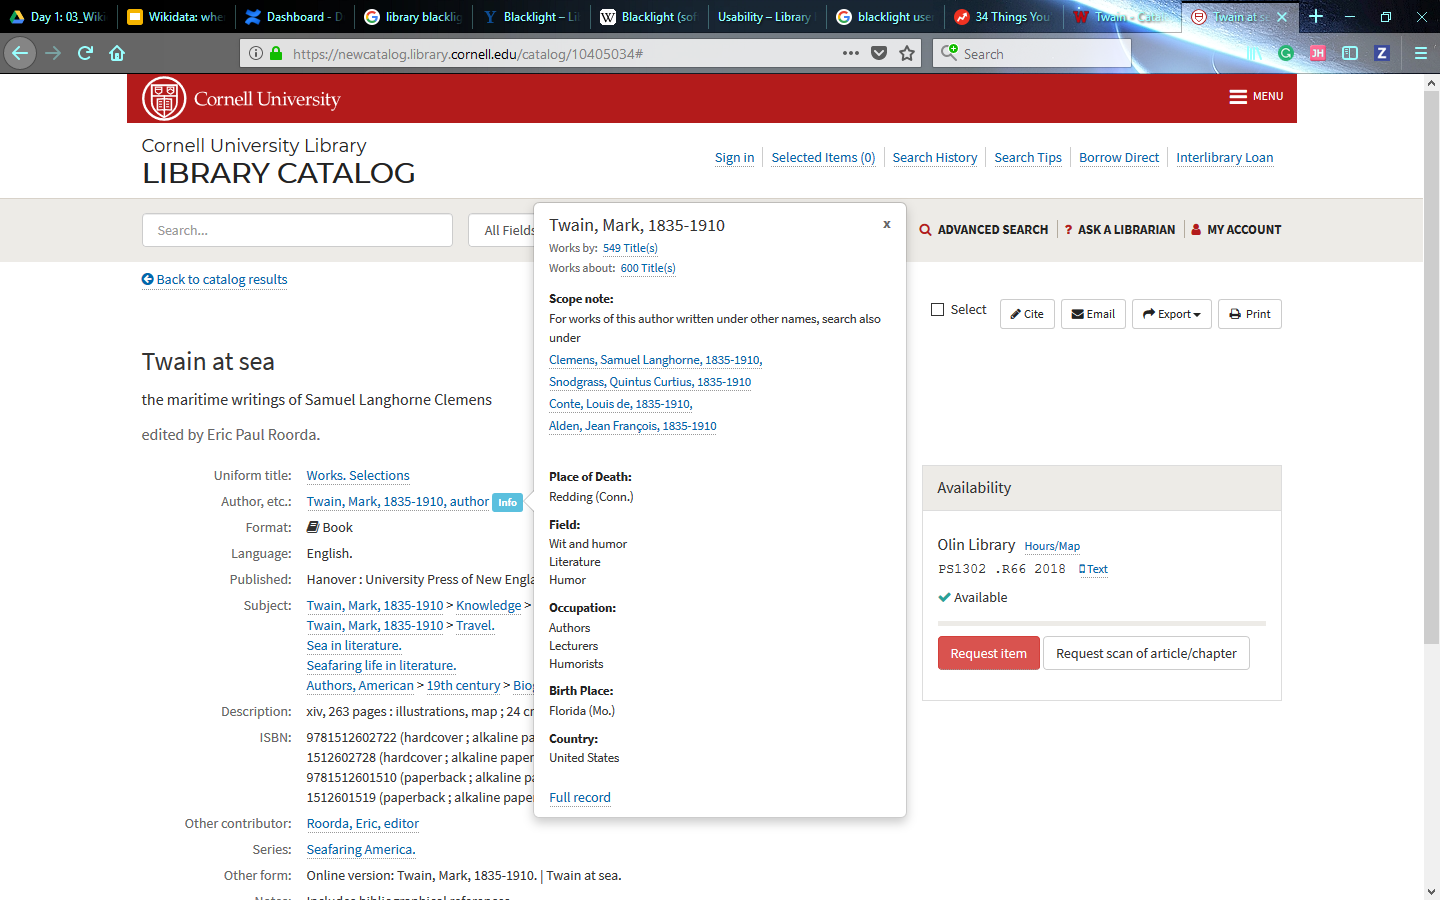 Day 1: 03_Wiki
Wikidata: whe
Dashboard - D
library blackli
Blacklight – Li
Blacklight (sof
Usability – Library
blacklight use
34 Things You
Twain - Catal
Twain at se
https://newcatalog.library.cornell.edu/catalog/10405034#
Search
Cornell University
MENU
Cornell University Library
LIBRARY CATALOG
Sign in
Selected Items (0)
Search History
Search Tips
Borrow Direct
Interlibrary Loan
Search...
All Fields
ADVANCED SEARCH
? ASK A LIBRARIAN
MY ACCOUNT
Back to catalog results
Select
Cite
Email
Export
Print
Twain at sea
the maritime writings of Samuel Langhorne Clemens
edited by Eric Paul Roorda.
Uniform title: Works. Selections
Author, etc.: Twain, Mark, 1835-1910, author Info
Format: Book
Language: English.
Published: Hanover : University Press of New Engla
Subject: Twain, Mark, 1835-1910 > Knowledge >
Twain, Mark, 1835-1910 > Travel.
Sea in literature.
Seafaring life in literature.
Authors, American > 19th century > Biog
Description: xiv, 263 pages : illustrations, map ; 24 cm
ISBN: 9781512602722 (hardcover ; alkaline pa
1512602728 (hardcover ; alkaline paper
9781512601510 (paperback ; alkaline pa
1512601519 (paperback ; alkaline pape
Other contributor: Roorda, Eric, editor
Series: Seafaring America.
Other form: Online version: Twain, Mark, 1835-1910. | Twain at sea.
Notes: Includes bibliographical references
Twain, Mark, 1835-1910
x
Works by: 549 Title(s)
Works about: 600 Title(s)
Scope note:
For works of this author written under other names, search also
under
Clemens, Samuel Langhorne, 1835-1910,
Snodgrass, Quintus Curtius, 1835-1910
Conte, Louis de, 1835-1910,
Alden, Jean François, 1835-1910
Place of Death:
Redding (Conn.)
Field:
Wit and humor
Literature
Humor
Occupation:
Authors
Lecturers
Humorists
Birth Place:
Florida (Mo.)
Country:
United States
Full record
Availability
Olin Library Hours/Map
PS1302 .R66 2018 Text
Available
Request item
Request scan of article/chapter